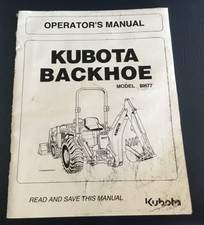 OPERATOR'S MANUAL
KUBOTA
BACKHOE
MODEL BH77
READ AND SAVE THIS MANUAL
Kubota